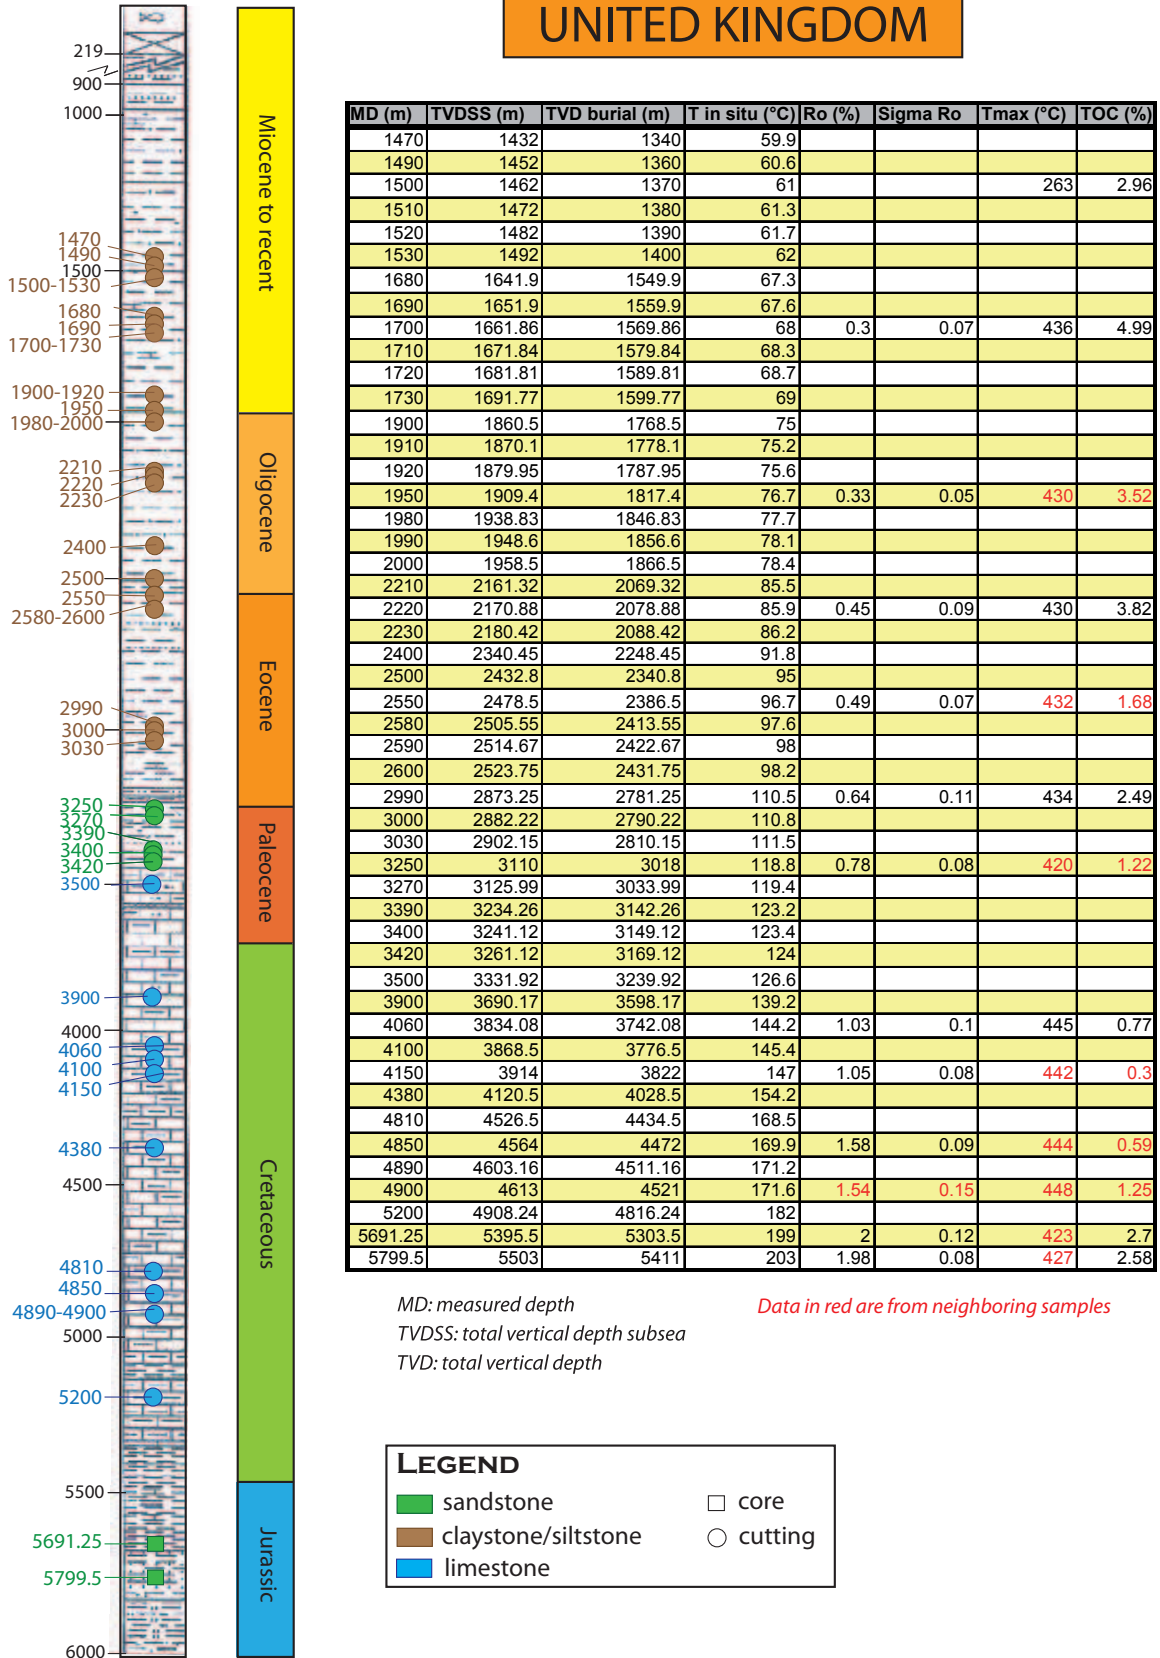 UNITED KINGDOM
219
900
1000
1470
1490
1500
1500-1530
1680
1690
1700-1730
1900-1920
1950
1980-2000
2210
2220
2230
2400
2500
2550
2580-2600
2990
3000
3030
3250
3270
3390
3400
3420
3500
3900
4000
4060
4100
4150
4380
4500
4810
4850
4890-4900
5000
5200
5500
5691.25
5799.5
6000
Miocene to recent
Oligocene
Eocene
Paleocene
Cretaceous
Jurassic
MD (m) TVDSS (m) TVD burial (m) T in situ (°C) Ro (%) Sigma Ro Tmax (°C) TOC (%)
1470 1432 1340 59.9
1490 1452 1360 60.6
1500 1462 1370 61 263 2.96
1510 1472 1380 61.3
1520 1482 1390 61.7
1530 1492 1400 62
1680 1641.9 1549.9 67.3
1690 1651.9 1559.9 67.6
1700 1661.86 1569.86 68 0.3 0.07 436 4.99
1710 1671.84 1579.84 68.3
1720 1681.81 1589.81 68.7
1730 1691.77 1599.77 69
1900 1860.5 1768.5 75
1910 1870.1 1778.1 75.2
1920 1879.95 1787.95 75.6
1950 1909.4 1817.4 76.7 0.33 0.05 430 3.52
1980 1938.83 1846.83 77.7
1990 1948.6 1856.6 78.1
2000 1958.5 1866.5 78.4
2210 2161.32 2069.32 85.5
2220 2170.88 2078.88 85.9 0.45 0.09 430 3.82
2230 2180.42 2088.42 86.2
2400 2340.45 2248.45 91.8
2500 2432.8 2340.8 95
2550 2478.5 2386.5 96.7 0.49 0.07 432 1.68
2580 2505.55 2413.55 97.6
2590 2514.67 2422.67 98
2600 2523.75 2431.75 98.2
2990 2873.25 2781.25 110.5 0.64 0.11 434 2.49
3000 2882.22 2790.22 110.8
3030 2902.15 2810.15 111.5
3250 3110 3018 118.8 0.78 0.08 420 1.22
3270 3125.99 3033.99 119.4
3390 3234.26 3142.26 123.2
3400 3241.12 3149.12 123.4
3420 3261.12 3169.12 124
3500 3331.92 3239.92 126.6
3900 3690.17 3598.17 139.2
4060 3834.08 3742.08 144.2 1.03 0.1 445 0.77
4100 3868.5 3776.5 145.4
4150 3914 3822 147 1.05 0.08 442 0.3
4380 4120.5 4028.5 154.2
4810 4526.5 4434.5 168.5
4850 4564 4472 169.9 1.58 0.09 444 0.59
4890 4603.16 4511.16 171.2
4900 4613 4521 171.6 1.54 0.15 448 1.25
5200 4908.24 4816.24 182
5691.25 5395.5 5303.5 199 2 0.12 423 2.7
5799.5 5503 5411 203 1.98 0.08 427 2.58
MD: measured depth
TVDSS: total vertical depth subsea
TVD: total vertical depth
Data in red are from neighboring samples
LEGEND
sandstone
claystone/siltstone
limestone
core
cutting